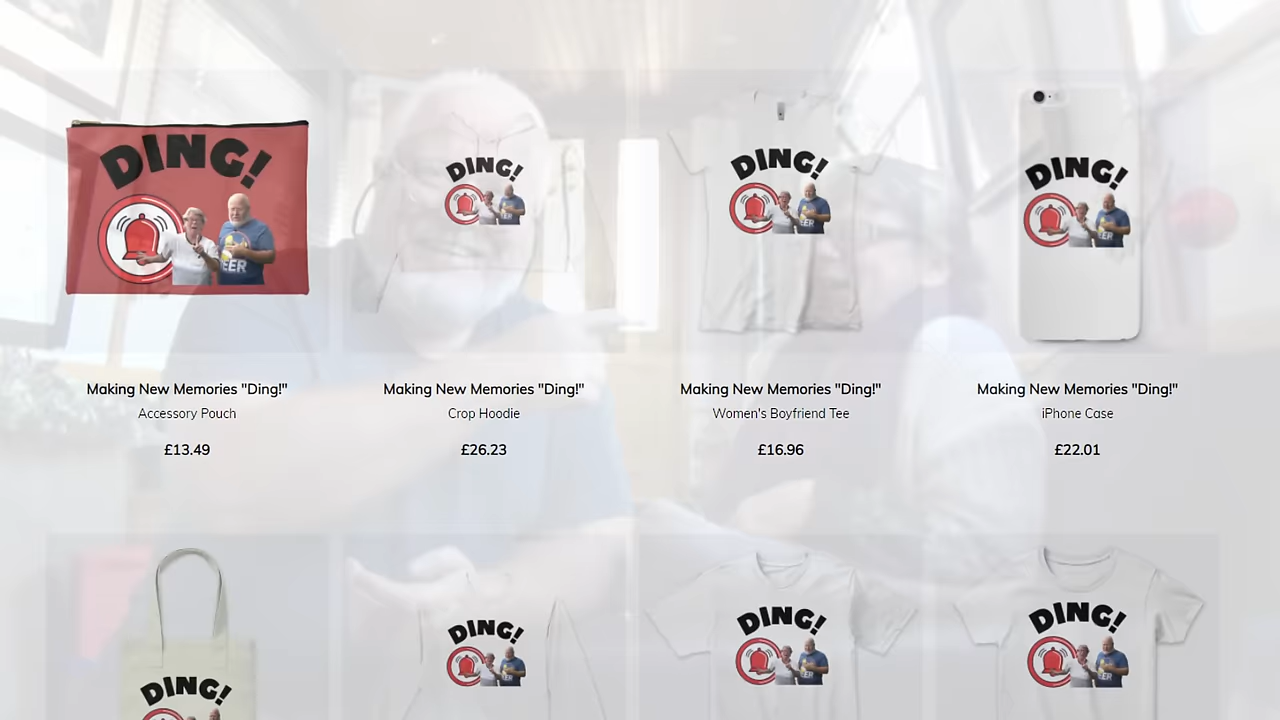 DING!
DING!
DING!
DING!
EER
EER
Making New Memories "Ding!"
Making New Memories "Ding!"
Making New Memories "Ding!"
Making New Memories "Ding!"
Accessory Pouch
Crop Hoodie
Women's Boyfriend Tee
iPhone Case
£13.49
£26.23
£16.96
£22.01
DING!
DING!
DING!
DING!